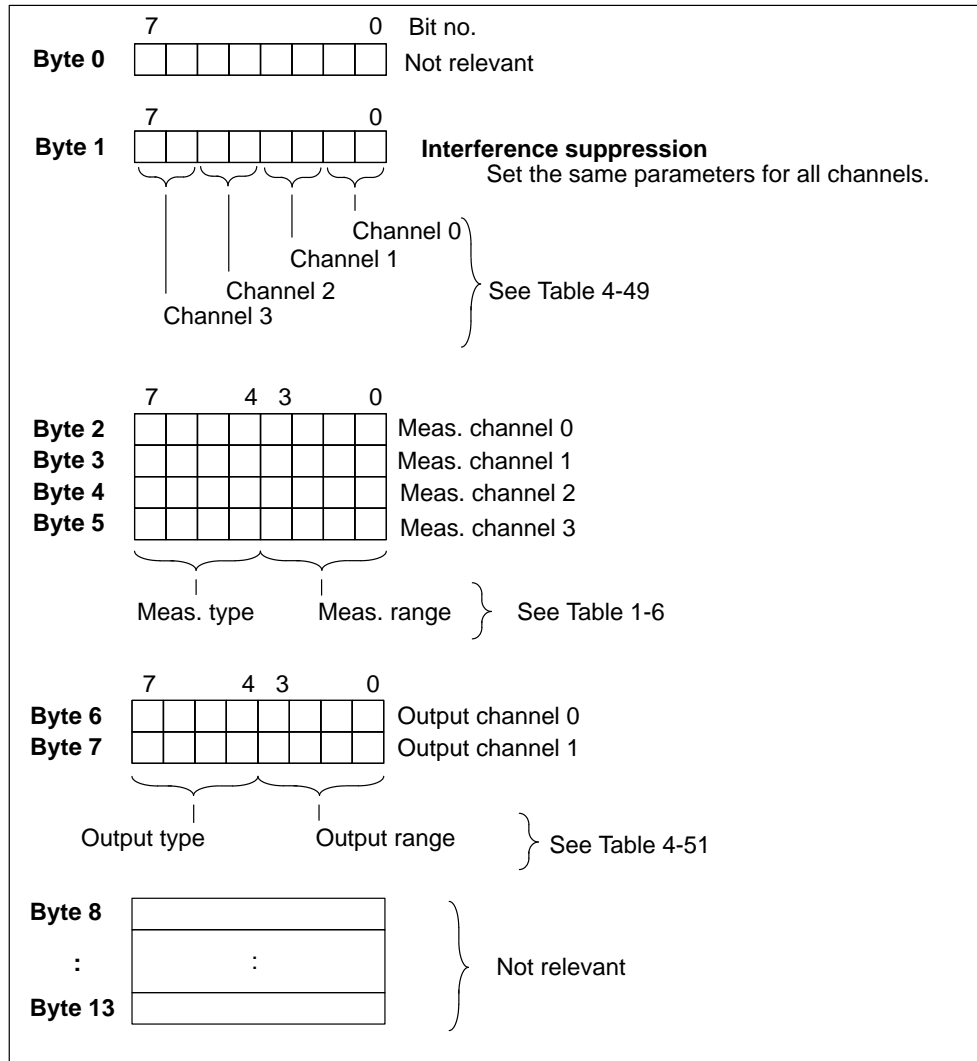 7 0 Bit no.
Byte 0 Not relevant
7 0
Byte 1 Interference suppression
Set the same parameters for all channels.
Channel 0
Channel 1
Channel 2
Channel 3
See Table 4-49
7 4 3 0
Byte 2 Meas. channel 0
Byte 3 Meas. channel 1
Byte 4 Meas. channel 2
Byte 5 Meas. channel 3
Meas. type Meas. range See Table 1-6
7 4 3 0
Byte 6 Output channel 0
Byte 7 Output channel 1
Output type Output range See Table 4-51
Byte 8
: : Not relevant
Byte 13